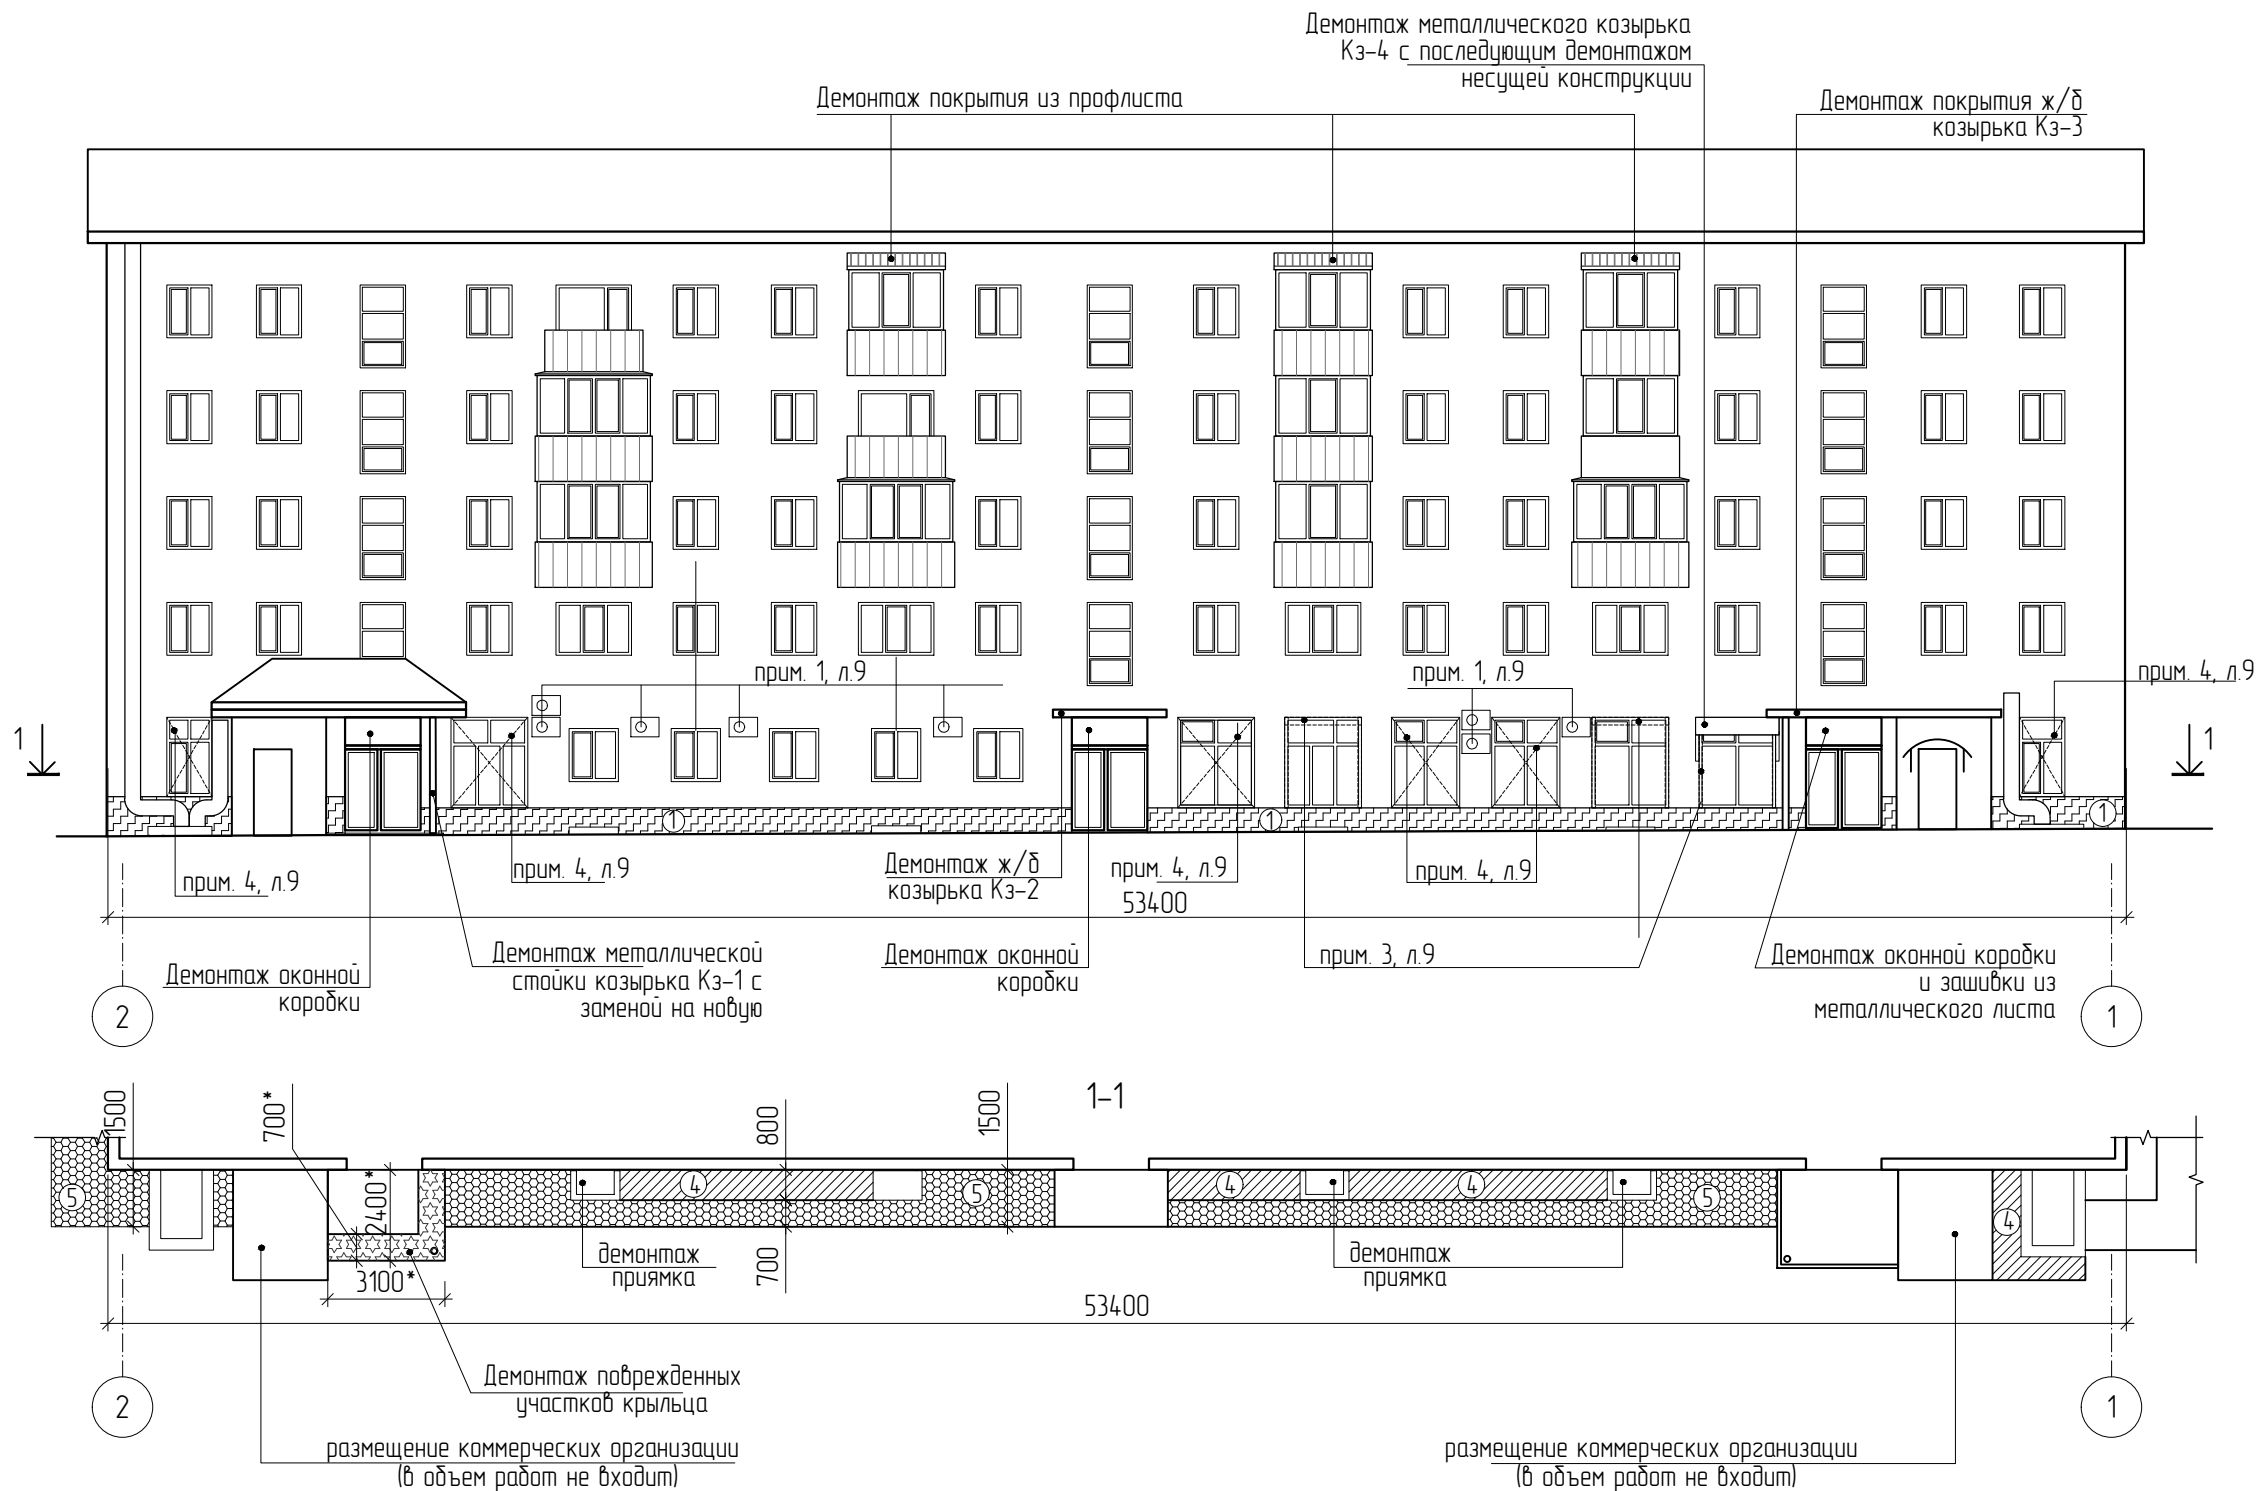 Демонтаж металлического козырька
Кз-4 с последующим демонтажом
несущей конструкции
Демонтаж покрытия из профлиста
Демонтаж покрытия ж/б
козырька Кз-3
прим. 1, л.9
прим. 1, л.9
прим. 4, л.9
1
1
1
1
1
прим. 4, л.9
прим. 4, л.9
Демонтаж ж/б
козырька Кз-2
прим. 4, л.9
прим. 4, л.9
53400
Демонтаж оконной
коробки
Демонтаж металлической
стойки козырька Кз-1 с
заменой на новую
Демонтаж оконной
коробки
прим. 3, л.9
Демонтаж оконной коробки
и зашивки из
металлического листа
2
1
1-1
1500
700*
2400*
800
1500
5
4
5
4
4
5
4
3100*
700
демонтаж
приямка
демонтаж
приямка
53400
Демонтаж поврежденных
участков крыльца
2
1
размещение коммерческих организации
(в объем работ не входит)
размещение коммерческих организации
(в объем работ не входит)